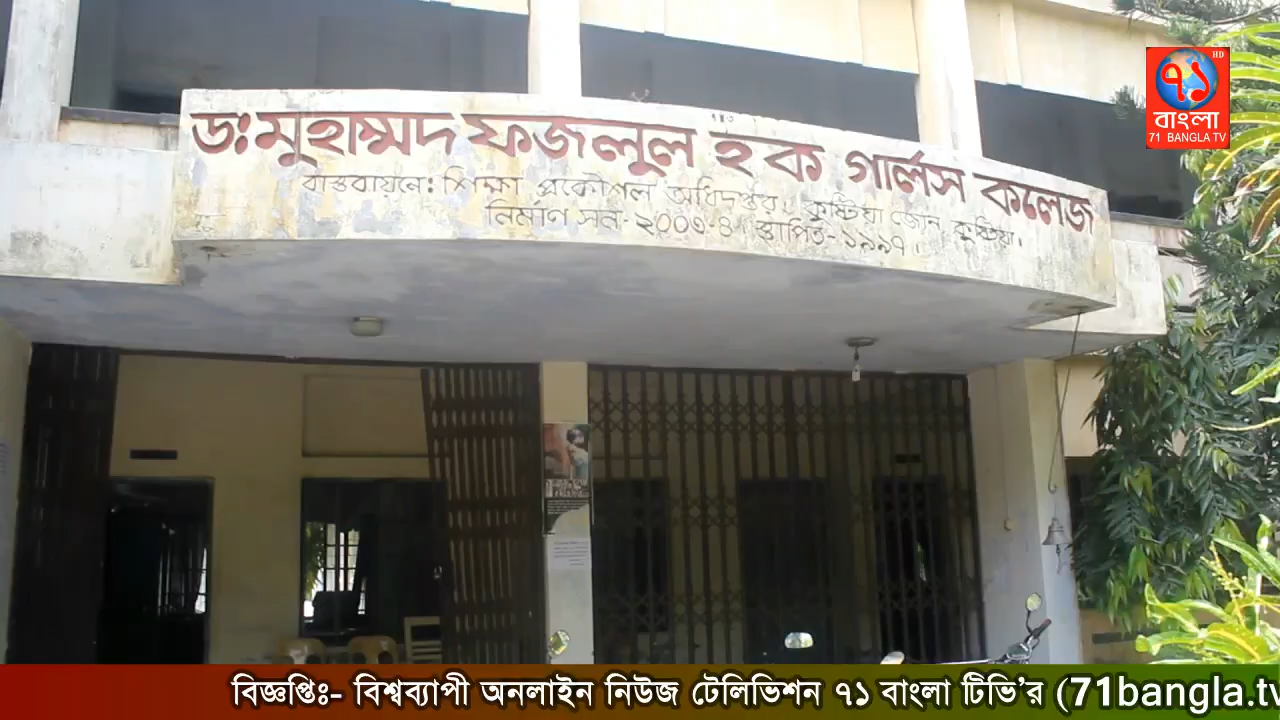 ৭১
HD
বাংলা
71 BANGLA TV
ডঃ মুহাম্মদ ফজলুল হক গার্লস কলেজ
বাস্তবায়নে: শিক্ষা প্রকৌশল অধিদপ্তর। কুষ্টিয়া জোন, কুষ্টিয়া।
নির্মাণ সন-২০০৩-৪। স্থাপিত- ১৯৯৭।
বিজ্ঞপ্তিঃ- বিশ্বব্যাপী অনলাইন নিউজ টেলিভিশন ৭১ বাংলা টিভি'র (71bangla.tv